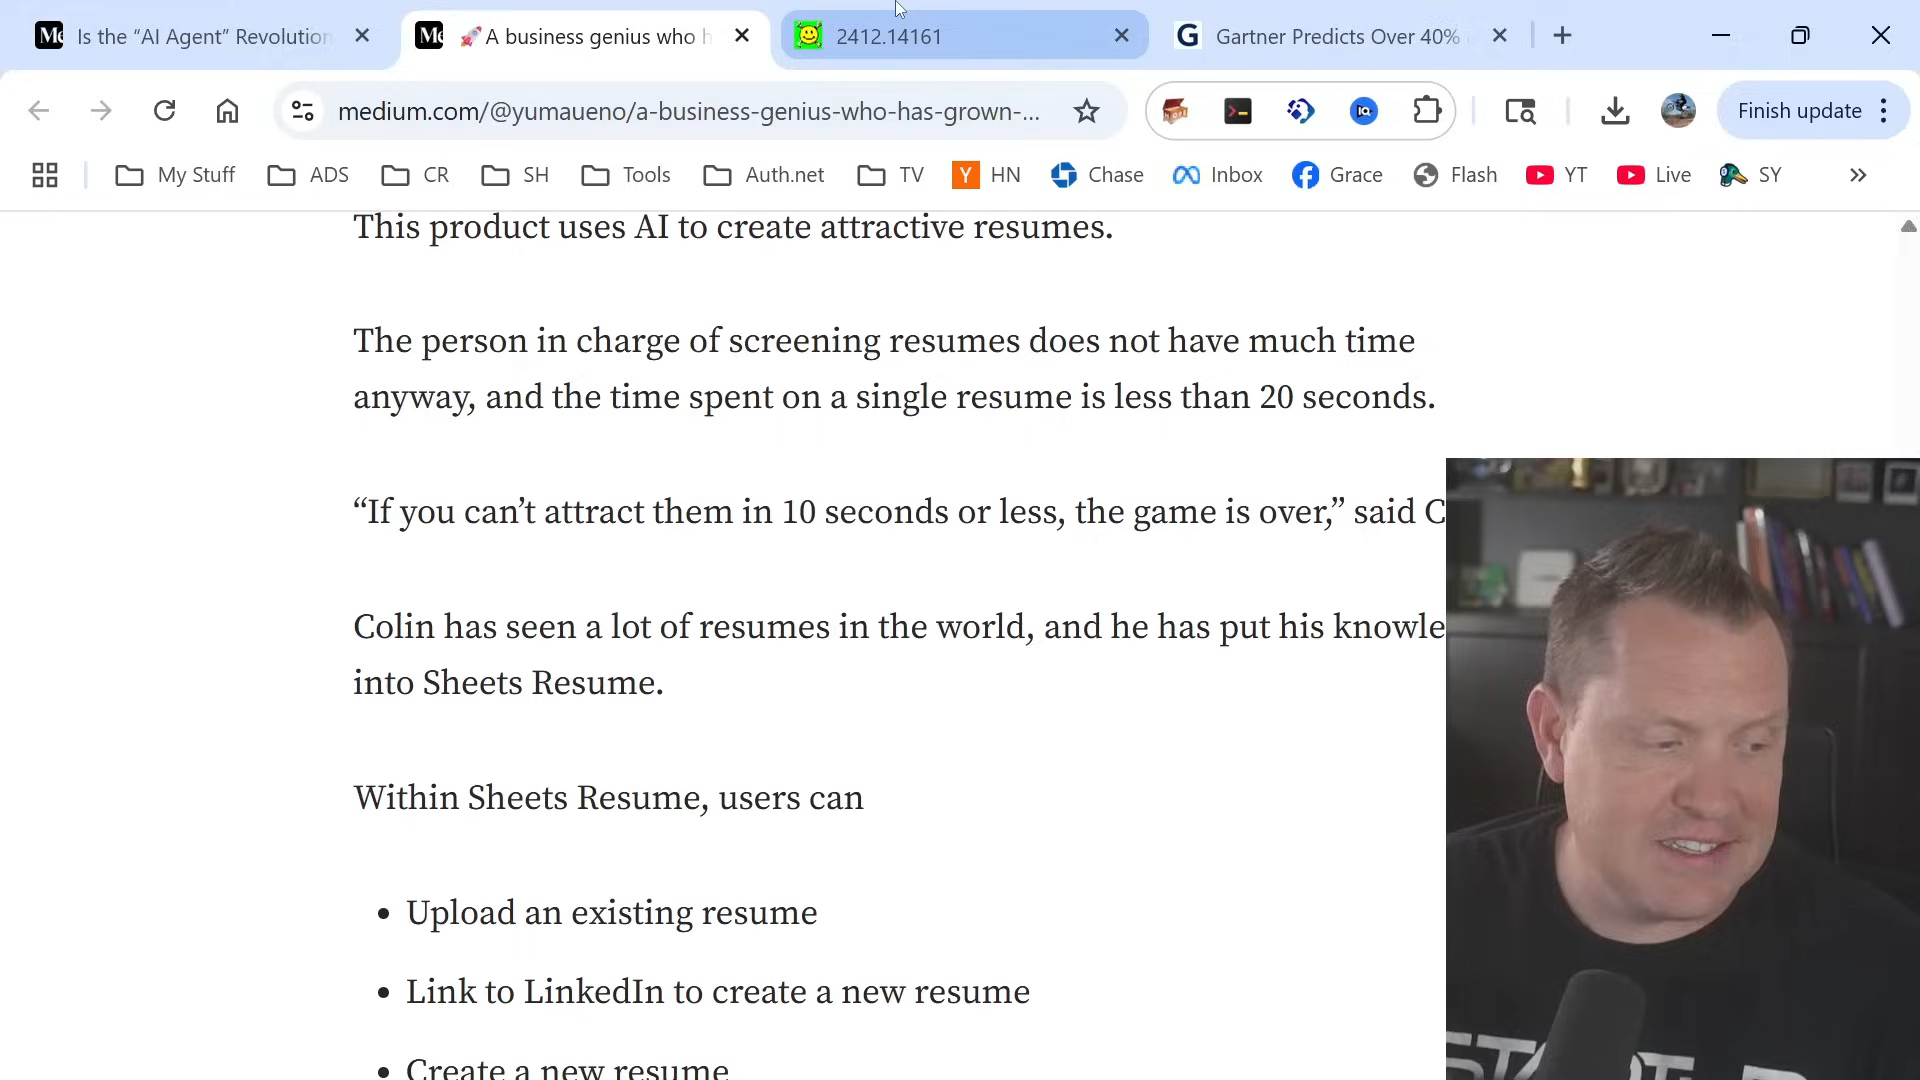 Is the “AI Agent” Revolution
🚀 A business genius who h
2412.14161
Gartner Predicts Over 40%
medium.com/@yumaueno/a-business-genius-who-has-grown-...
Finish update
My Stuff
ADS
CR
SH
Tools
Auth.net
TV
HN
Chase
Inbox
Grace
Flash
YT
Live
SY
This product uses AI to create attractive resumes.
The person in charge of screening resumes does not have much time
anyway, and the time spent on a single resume is less than 20 seconds.
“If you can’t attract them in 10 seconds or less, the game is over,” said C
Colin has seen a lot of resumes in the world, and he has put his knowle
into Sheets Resume.
Within Sheets Resume, users can
• Upload an existing resume
• Link to LinkedIn to create a new resume
• Create a new resume